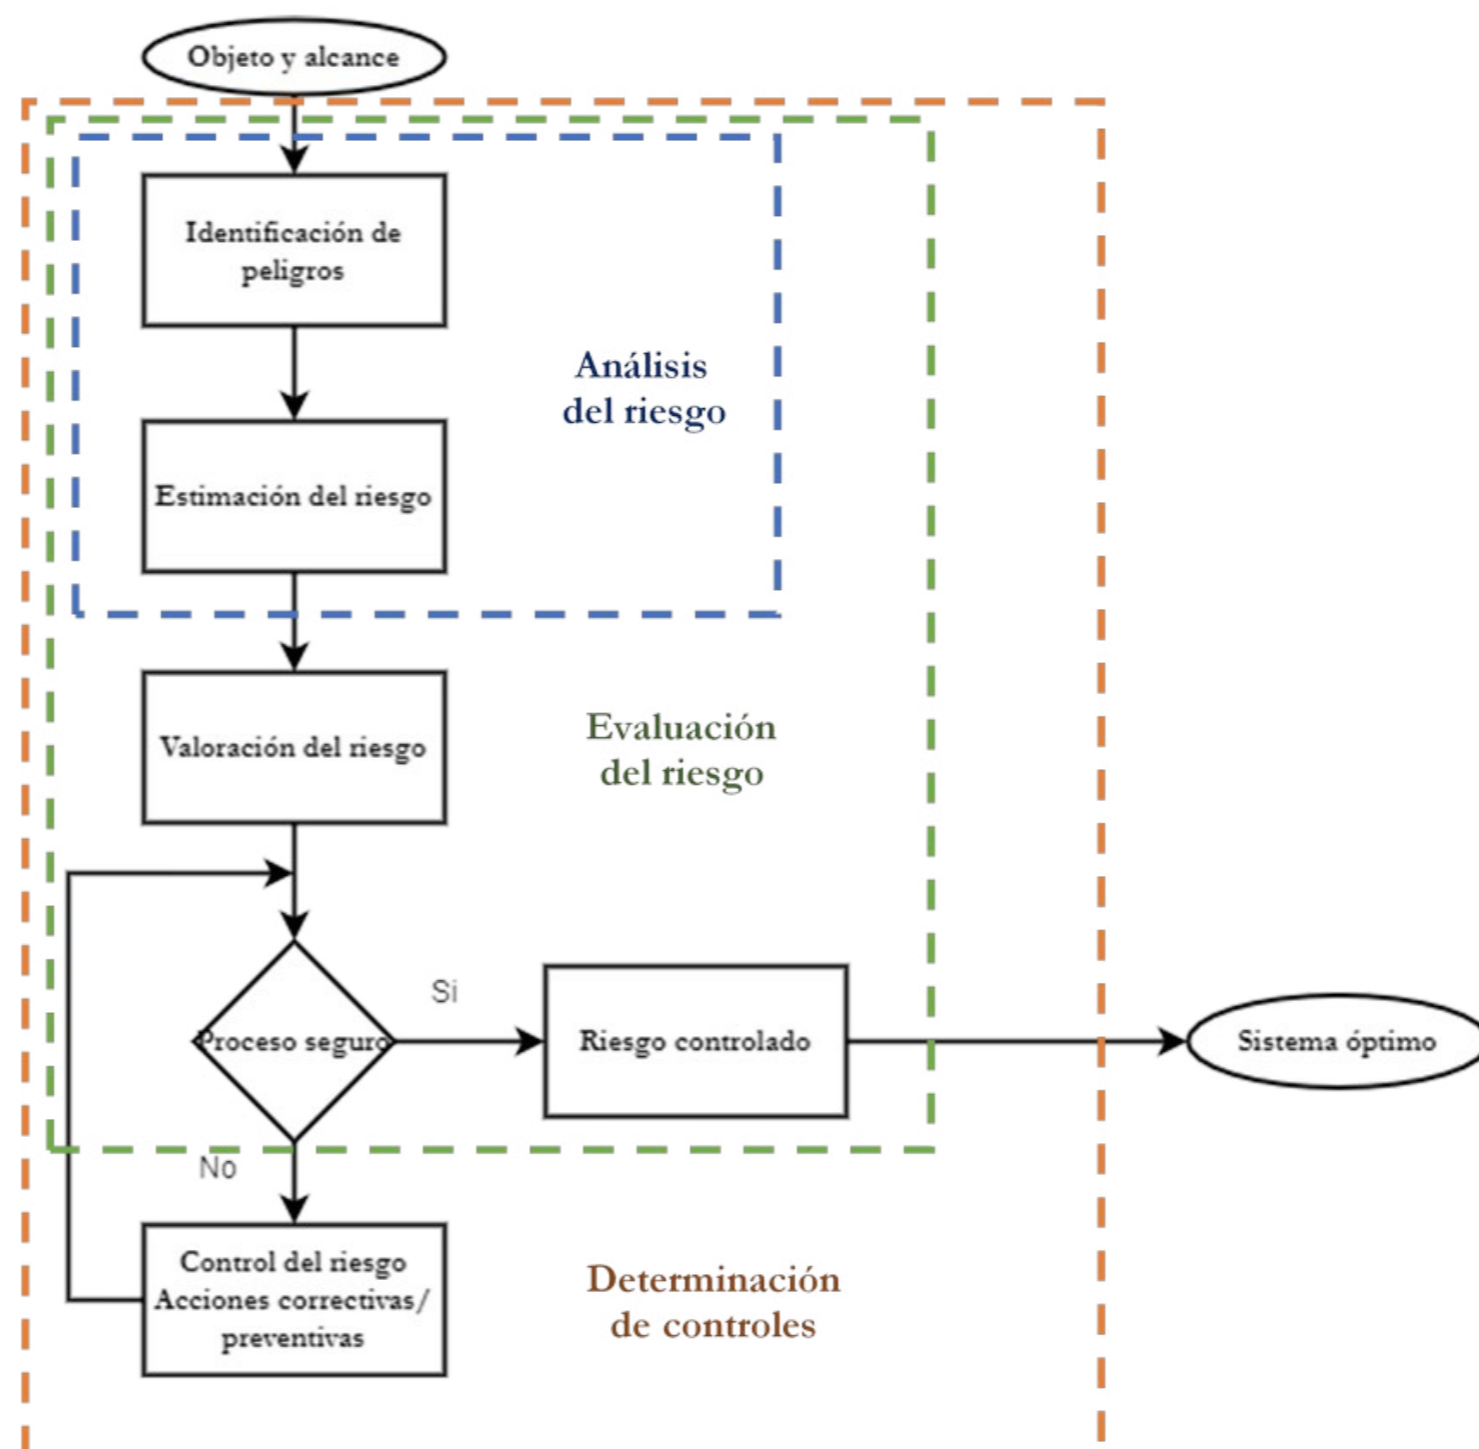 Objeto y alcance
Identificación de
peligros
Análisis
del riesgo
Estimación del riesgo
Valoración del riesgo
Evaluación
del riesgo
Si
Proceso seguro
Riesgo controlado
Sistema óptimo
No
Control del riesgo
Acciones correctivas/
preventivas
Determinación
de controles